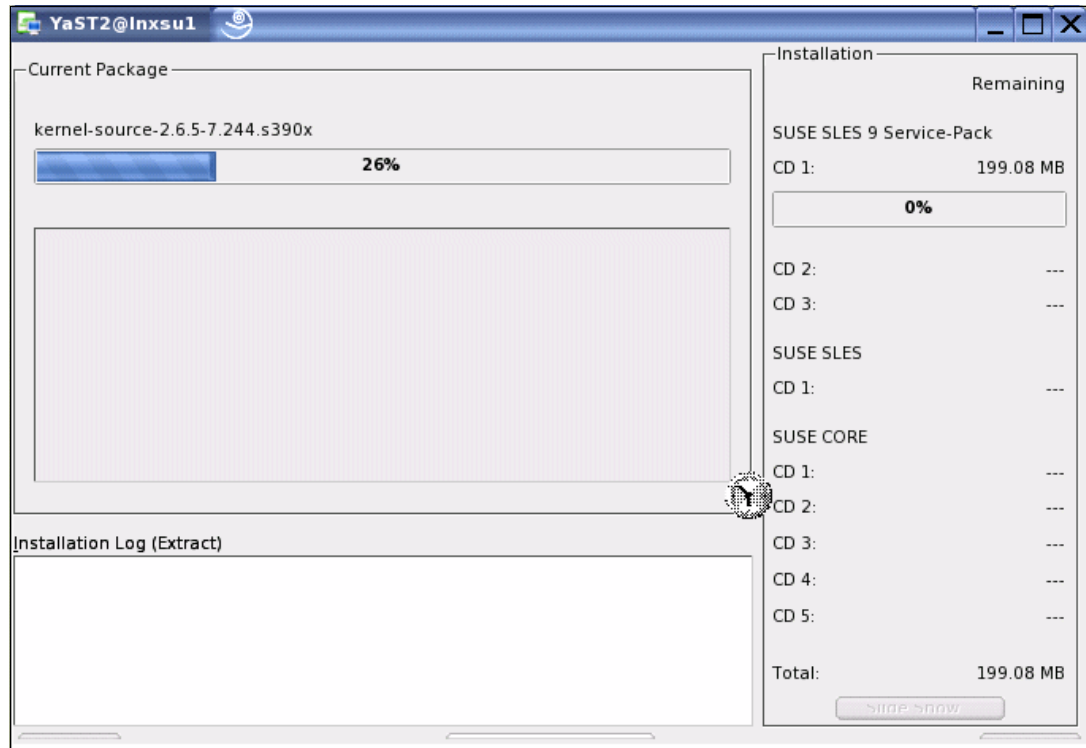 YaST2@lnxsu1
Current Package
kernel-source-2.6.5-7.244.s390x
26%
Installation Log (Extract)
Installation
Remaining
SUSE SLES 9 Service-Pack
CD 1: 199.08 MB
0%
CD 2: ---
CD 3: ---
SUSE SLES
CD 1: ---
SUSE CORE
CD 1: ---
CD 2: ---
CD 3: ---
CD 4: ---
CD 5: ---
Total: 199.08 MB
Slide Show